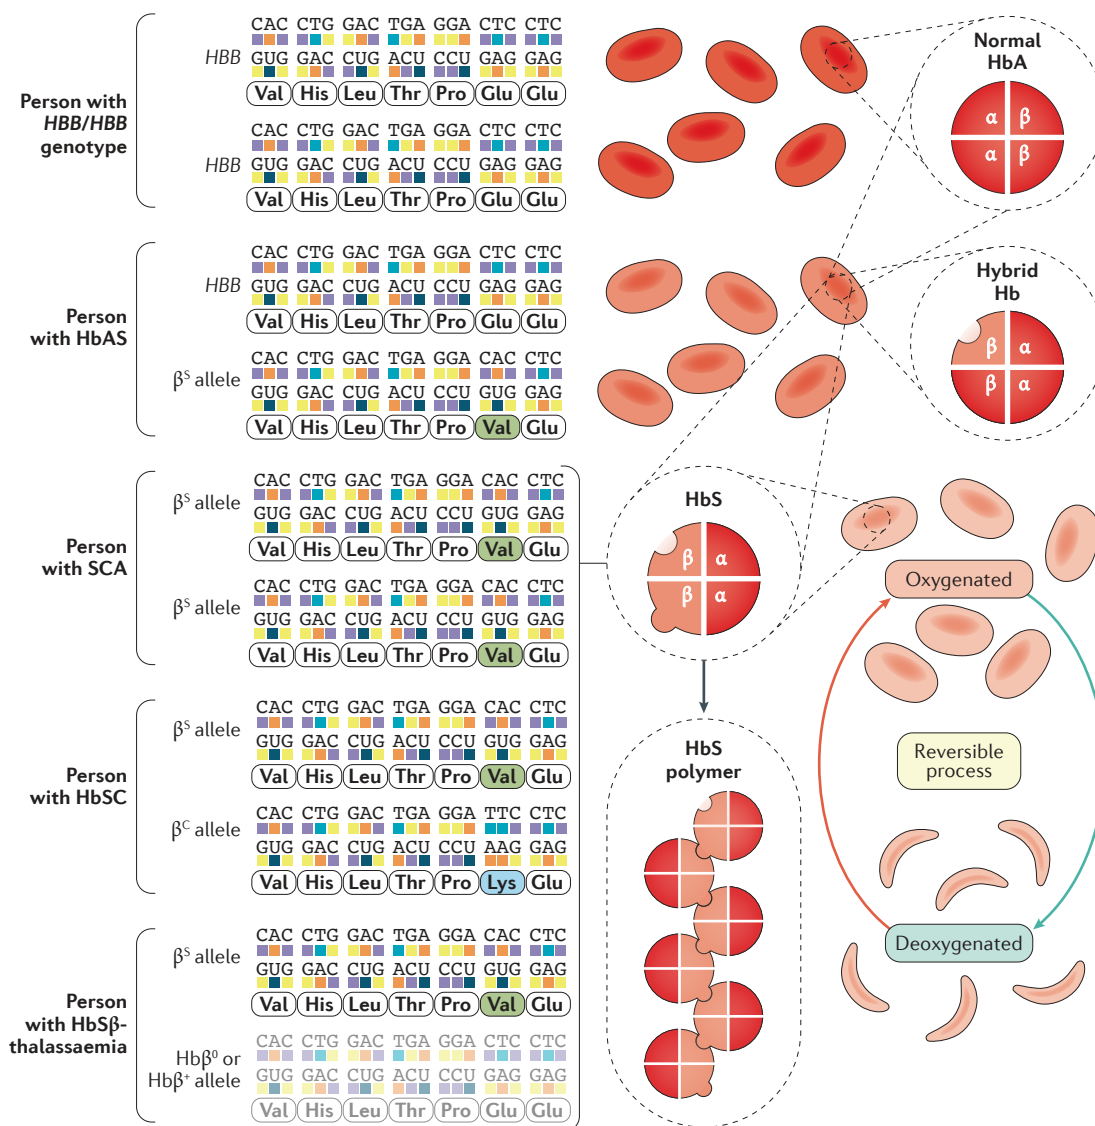 Person with
HBB/HBB
genotype
HBB
CAC CTG GAC TGA GGA CTC CTC
GUG GAC CUG ACU CCU GAG GAG
Val His Leu Thr Pro Glu Glu
HBB
CAC CTG GAC TGA GGA CTC CTC
GUG GAC CUG ACU CCU GAG GAG
Val His Leu Thr Pro Glu Glu
Normal
HbA
α β
α β
Person
with HbAS
HBB
CAC CTG GAC TGA GGA CTC CTC
GUG GAC CUG ACU CCU GAG GAG
Val His Leu Thr Pro Glu Glu
βS allele
CAC CTG GAC TGA GGA CAC CTC
GUG GAC CUG ACU CCU GUG GAG
Val His Leu Thr Pro Val Glu
Hybrid
Hb
β α
β α
Person
with SCA
βS allele
CAC CTG GAC TGA GGA CAC CTC
GUG GAC CUG ACU CCU GUG GAG
Val His Leu Thr Pro Val Glu
βS allele
CAC CTG GAC TGA GGA CAC CTC
GUG GAC CUG ACU CCU GUG GAG
Val His Leu Thr Pro Val Glu
HbS
β α
β α
Oxygenated
Reversible
process
Deoxygenated
Person
with HbSC
βS allele
CAC CTG GAC TGA GGA CAC CTC
GUG GAC CUG ACU CCU GUG GAG
Val His Leu Thr Pro Val Glu
βC allele
CAC CTG GAC TGA GGA TTC CTC
GUG GAC CUG ACU CCU AAG GAG
Val His Leu Thr Pro Lys Glu
HbS
polymer
Person
with HbSβ-
thalassaemia
βS allele
CAC CTG GAC TGA GGA CAC CTC
GUG GAC CUG ACU CCU GUG GAG
Val His Leu Thr Pro Val Glu
Hbβ0 or
Hbβ+ allele
CAC CTG GAC TGA GGA CTC CTC
GUG GAC CUG ACU CCU GAG GAG
Val His Leu Thr Pro Glu Glu